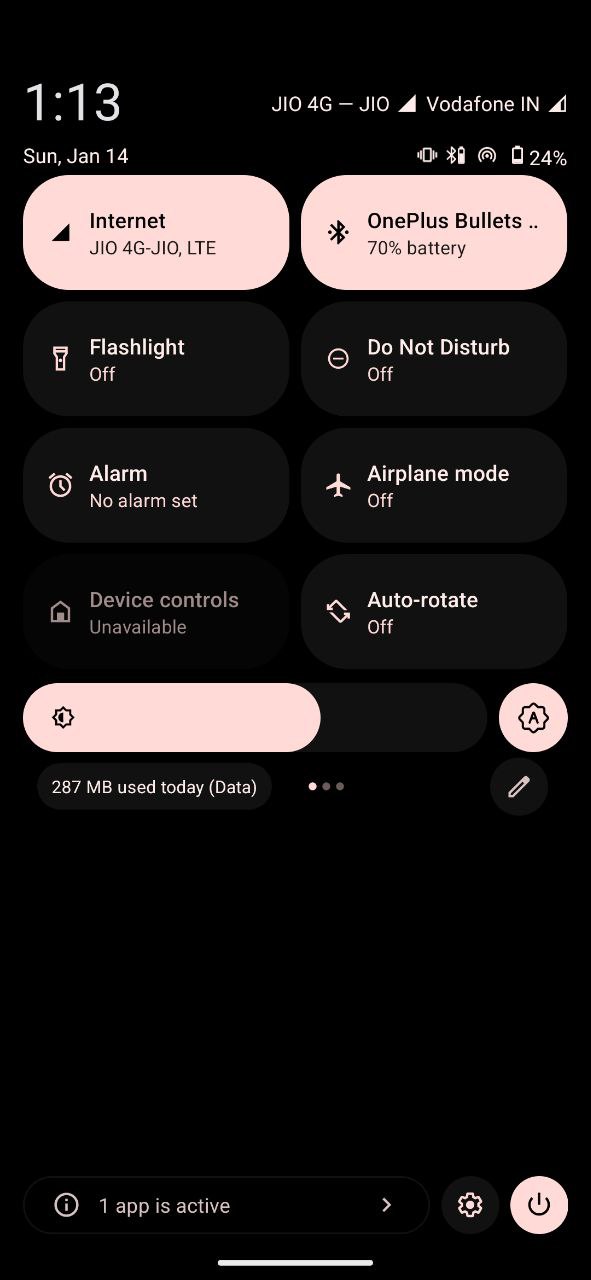 1:13
JIO 4G — JIO Vodafone IN
Sun, Jan 14
24%
Internet
JIO 4G-JIO, LTE
OnePlus Bullets ..
70% battery
Flashlight
Off
Do Not Disturb
Off
Alarm
No alarm set
Airplane mode
Off
Device controls
Unavailable
Auto-rotate
Off
A
287 MB used today (Data)
1 app is active